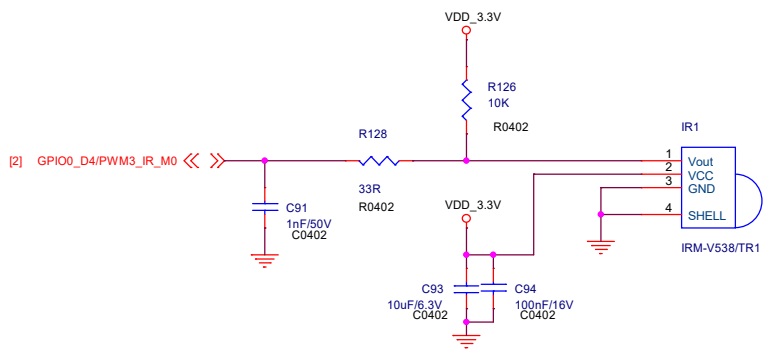 VDD_3.3V
R126
10K
R0402
R128
IR1
[2] GPIO0_D4/PWM3_IR_M0
33R
R0402
1 Vout
2 VCC
3 GND
4 SHELL
C91
1nF/50V
C0402
VDD_3.3V
IRM-V538/TR1
C93
10uF/6.3V
C0402
C94
100nF/16V
C0402